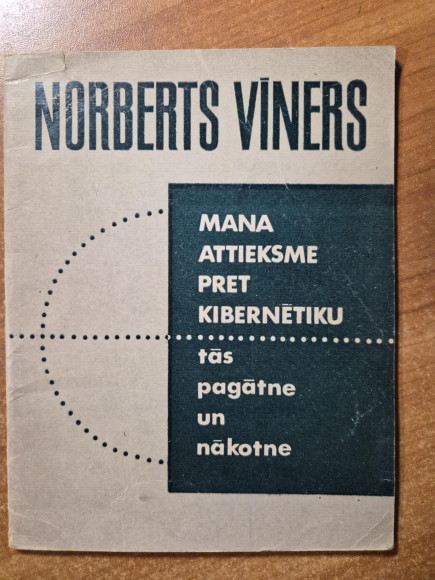 NORBERTS VĪNERS
MANA
ATTIEKSME
PRET
KIBERNĒTIKU
tās
pagātne
un
nākotne